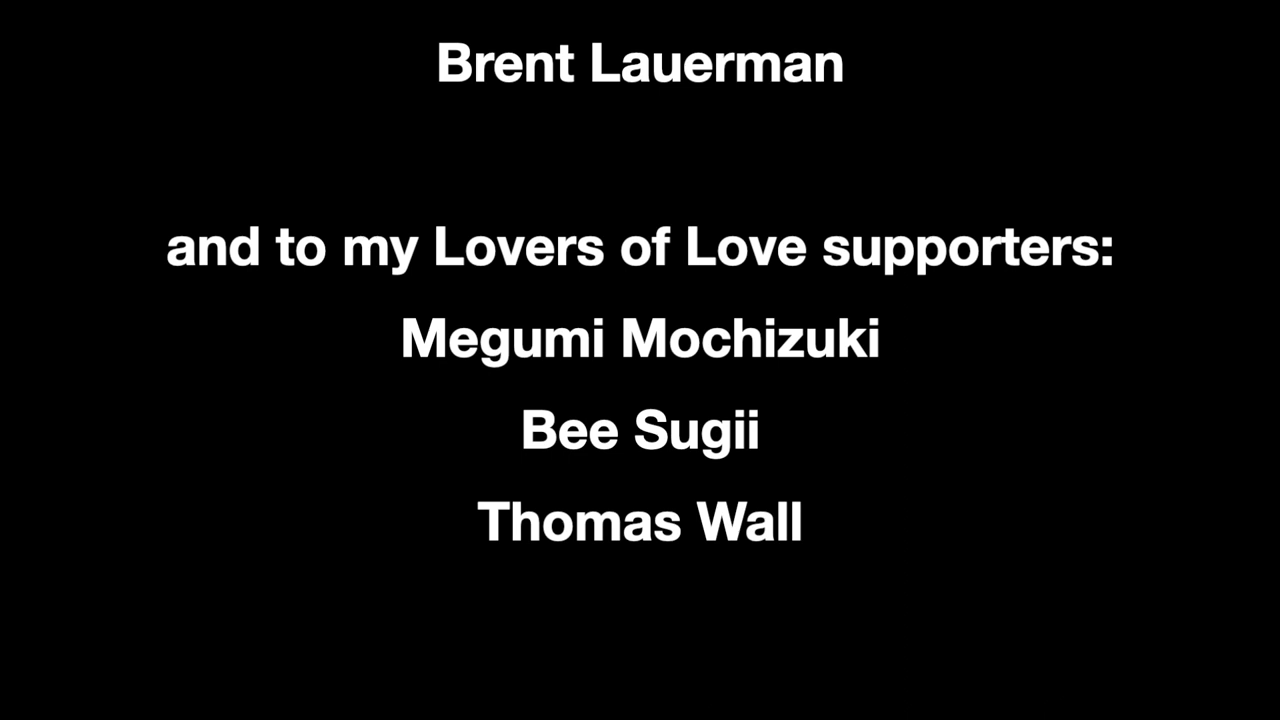 Brent Lauerman
and to my Lovers of Love supporters:
Megumi Mochizuki
Bee Sugii
Thomas Wall